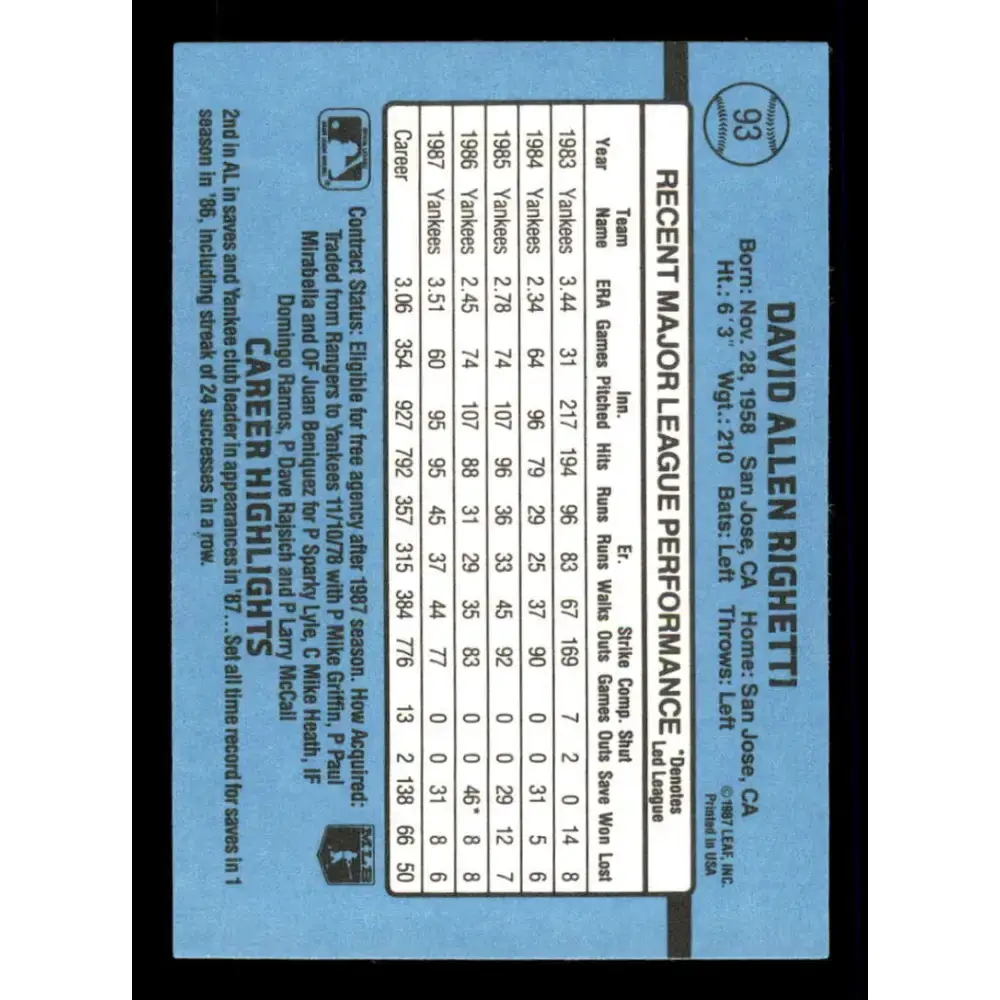 93
DAVID ALLEN RIGHETTI
Born: Nov. 28, 1958 San Jose, CA Home: San Jose, CA
Ht.: 6'3" Wgt.: 210 Bats: Left Throws: Left
©1987 LEAF, INC.
Printed in USA
RECENT MAJOR LEAGUE PERFORMANCE *Denotes Led League
Team Inn. Er. Strike Comp. Shut
Year Name ERA Games Pitched Hits Runs Runs Walks Outs Games Outs Save Won Lost
1983 Yankees 3.44 31 217 194 96 83 67 169 7 2 0 14 8
1984 Yankees 2.34 64 96 79 29 25 37 90 0 0 31 5 6
1985 Yankees 2.78 74 107 96 36 33 45 92 0 0 29 12 7
1986 Yankees 2.45 74 107 88 31 29 35 83 0 0 46* 8 8
1987 Yankees 3.51 60 95 95 45 37 44 77 0 0 31 8 6
Career 3.06 354 927 792 357 315 384 776 13 2 138 66 50
Contract Status: Eligible for free agency after 1987 season. How Acquired:
Traded from Rangers to Yankees 11/10/78 with P Mike Griffin, P Paul
Mirabella and OF Juan Beniquez for P Sparky Lyle, C Mike Heath, IF
Domingo Ramos, P Dave Rajsich and P Larry McCall
MLB
CAREER HIGHLIGHTS
2nd in AL in saves and Yankee club leader in appearances in '87...Set all time record for saves in 1
season in '86, including streak of 24 successes in a row.